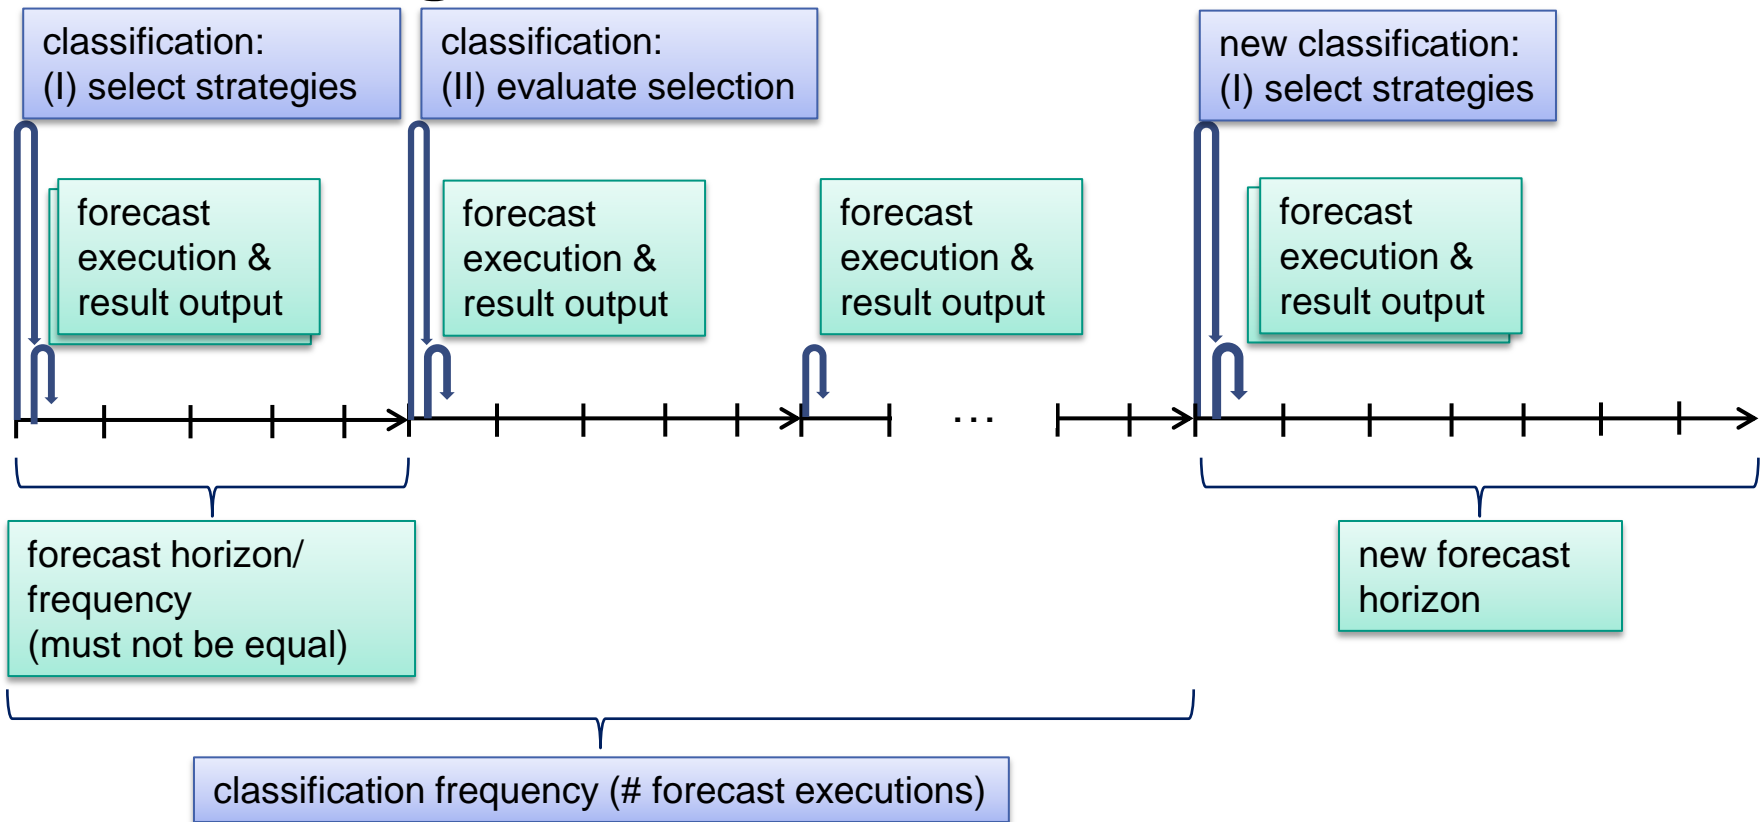 classification:
(I) select strategies
classification:
(II) evaluate selection
new classification:
(I) select strategies
forecast
execution &
result output
forecast
execution &
result output
forecast
execution &
result output
forecast
execution &
result output
...
forecast horizon/
frequency
(must not be equal)
new forecast
horizon
classification frequency (# forecast executions)